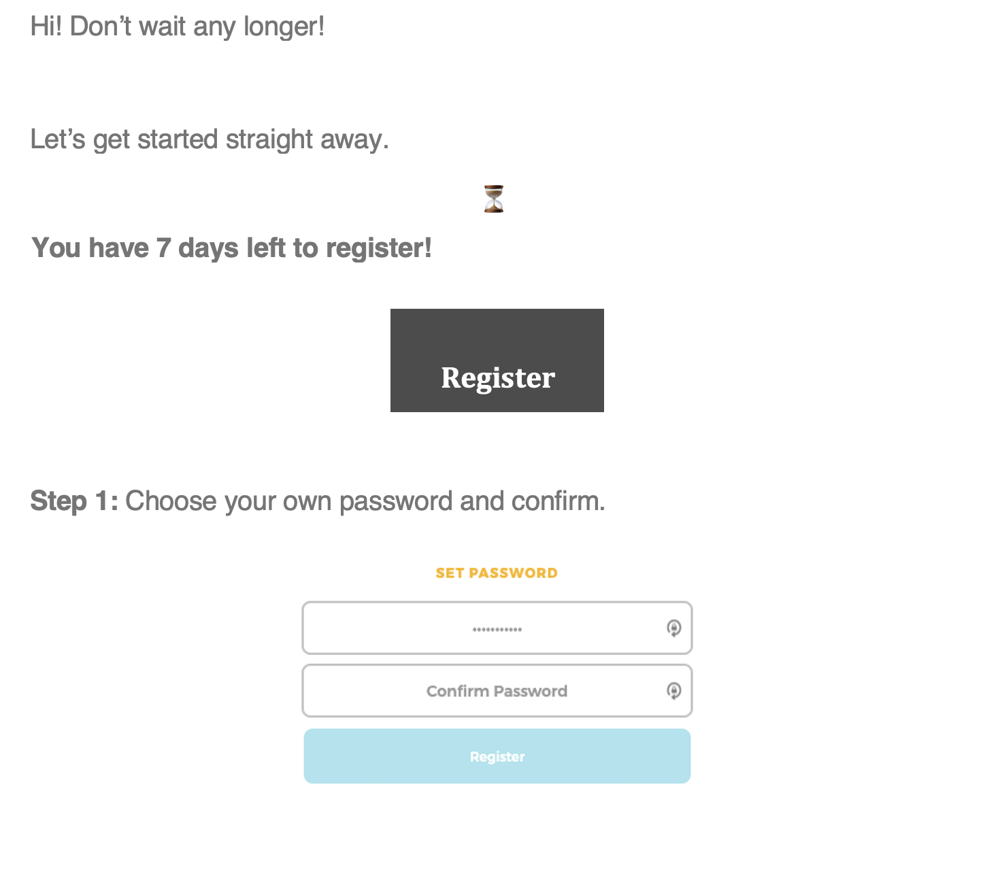 Hi! Don’t wait any longer!
Let’s get started straight away.
You have 7 days left to register!
Register
Step 1: Choose your own password and confirm.
SET PASSWORD
•••••••••••
Confirm Password
Register